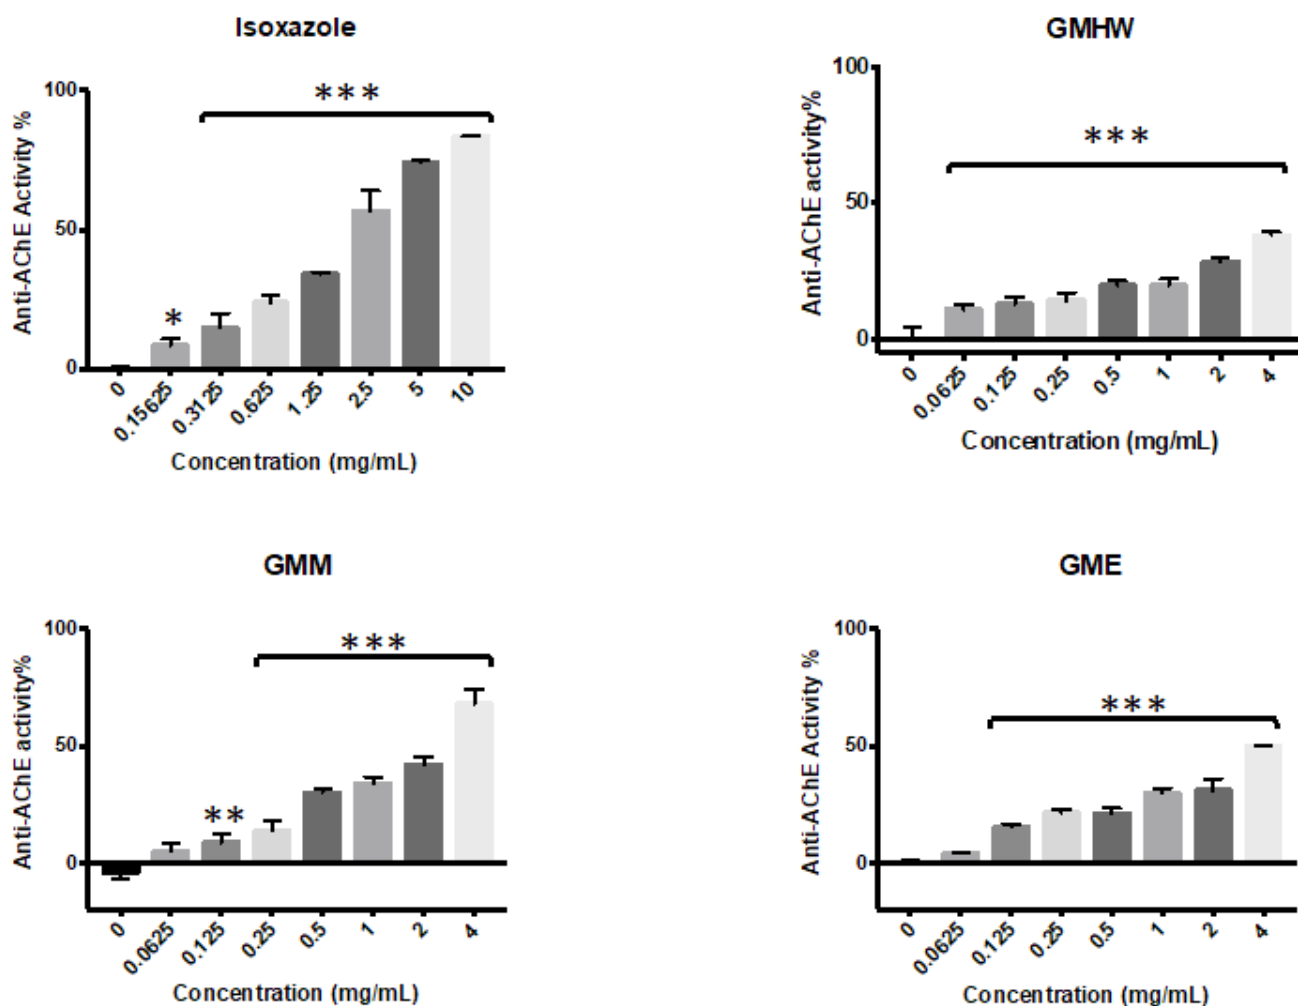 Isoxazole
***
*
Anti-AChE Activity %
100
50
0
0 0.15625 0.3125 0.625 1.25 2.5 5 10
Concentration (mg/mL)
GMHW
***
Anti-AChE activity%
100
50
0
0 0.0625 0.125 0.25 0.5 1 2 4
Concentration (mg/mL)
GMM
***
**
Anti-AChE activity%
100
50
0
0 0.0625 0.125 0.25 0.5 1 2 4
Concentration (mg/mL)
GME
***
Anti-AChE Activity %
100
50
0
0 0.0625 0.125 0.25 0.5 1 2 4
Concentration (mg/mL)